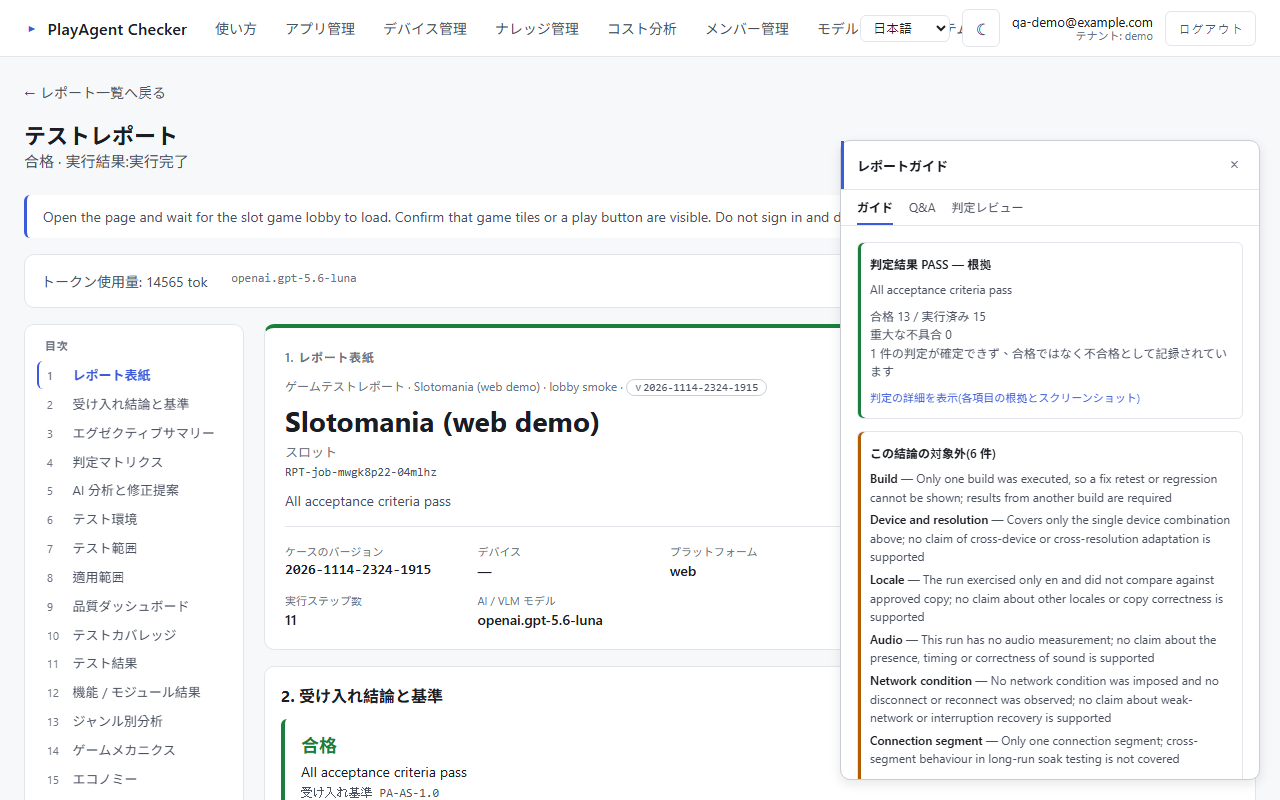 PlayAgent Checker
使い方
アプリ管理
デバイス管理
ナレッジ管理
コスト分析
メンバー管理
モデル
日本語
qa-demo@example.com
テナント: demo
ログアウト
← レポート一覧へ戻る
テストレポート
合格 · 実行結果:実行完了
Open the page and wait for the slot game lobby to load. Confirm that game tiles or a play button are visible. Do not sign in and d
トークン使用量: 14565 tok
openai.gpt-5.6-luna
目次
1 レポート表紙
2 受け入れ結論と基準
3 エグゼクティブサマリー
4 判定マトリクス
5 AI 分析と修正提案
6 テスト環境
7 テスト範囲
8 適用範囲
9 品質ダッシュボード
10 テストカバレッジ
11 テスト結果
12 機能 / モジュール結果
13 ジャンル別分析
14 ゲームメカニクス
15 エコノミー
1. レポート表紙
ゲームテストレポート · Slotomania (web demo) · lobby smoke · v 2026-1114-2324-1915
Slotomania (web demo)
スロット
RPT-job-mwgk8p22-04mlhz
All acceptance criteria pass
ケースのバージョン
2026-1114-2324-1915
デバイス
—
プラットフォーム
web
実行ステップ数
11
AI / VLM モデル
openai.gpt-5.6-luna
2. 受け入れ結論と基準
合格
All acceptance criteria pass
受け入れ基準 PA-AS-1.0
レポートガイド
×
ガイド
Q&A
判定レビュー
判定結果 PASS — 根拠
All acceptance criteria pass
合格 13 / 実行済み 15
重大な不具合 0
1 件の判定が確定できず、合格ではなく不合格として記録されてい
ます
判定の詳細を表示(各項目の根拠とスクリーンショット)
この結論の対象外(6 件)
Build — Only one build was executed, so a fix retest or regression
cannot be shown; results from another build are required
Device and resolution — Covers only the single device combination
above; no claim of cross-device or cross-resolution adaptation is
supported
Locale — The run exercised only en and did not compare against
approved copy; no claim about other locales or copy correctness is
supported
Audio — This run has no audio measurement; no claim about the
presence, timing or correctness of sound is supported
Network condition — No network condition was imposed and no
disconnect or reconnect was observed; no claim about weak-
network or interruption recovery is supported
Connection segment — Only one connection segment; cross-
segment behaviour in long-run soak testing is not covered